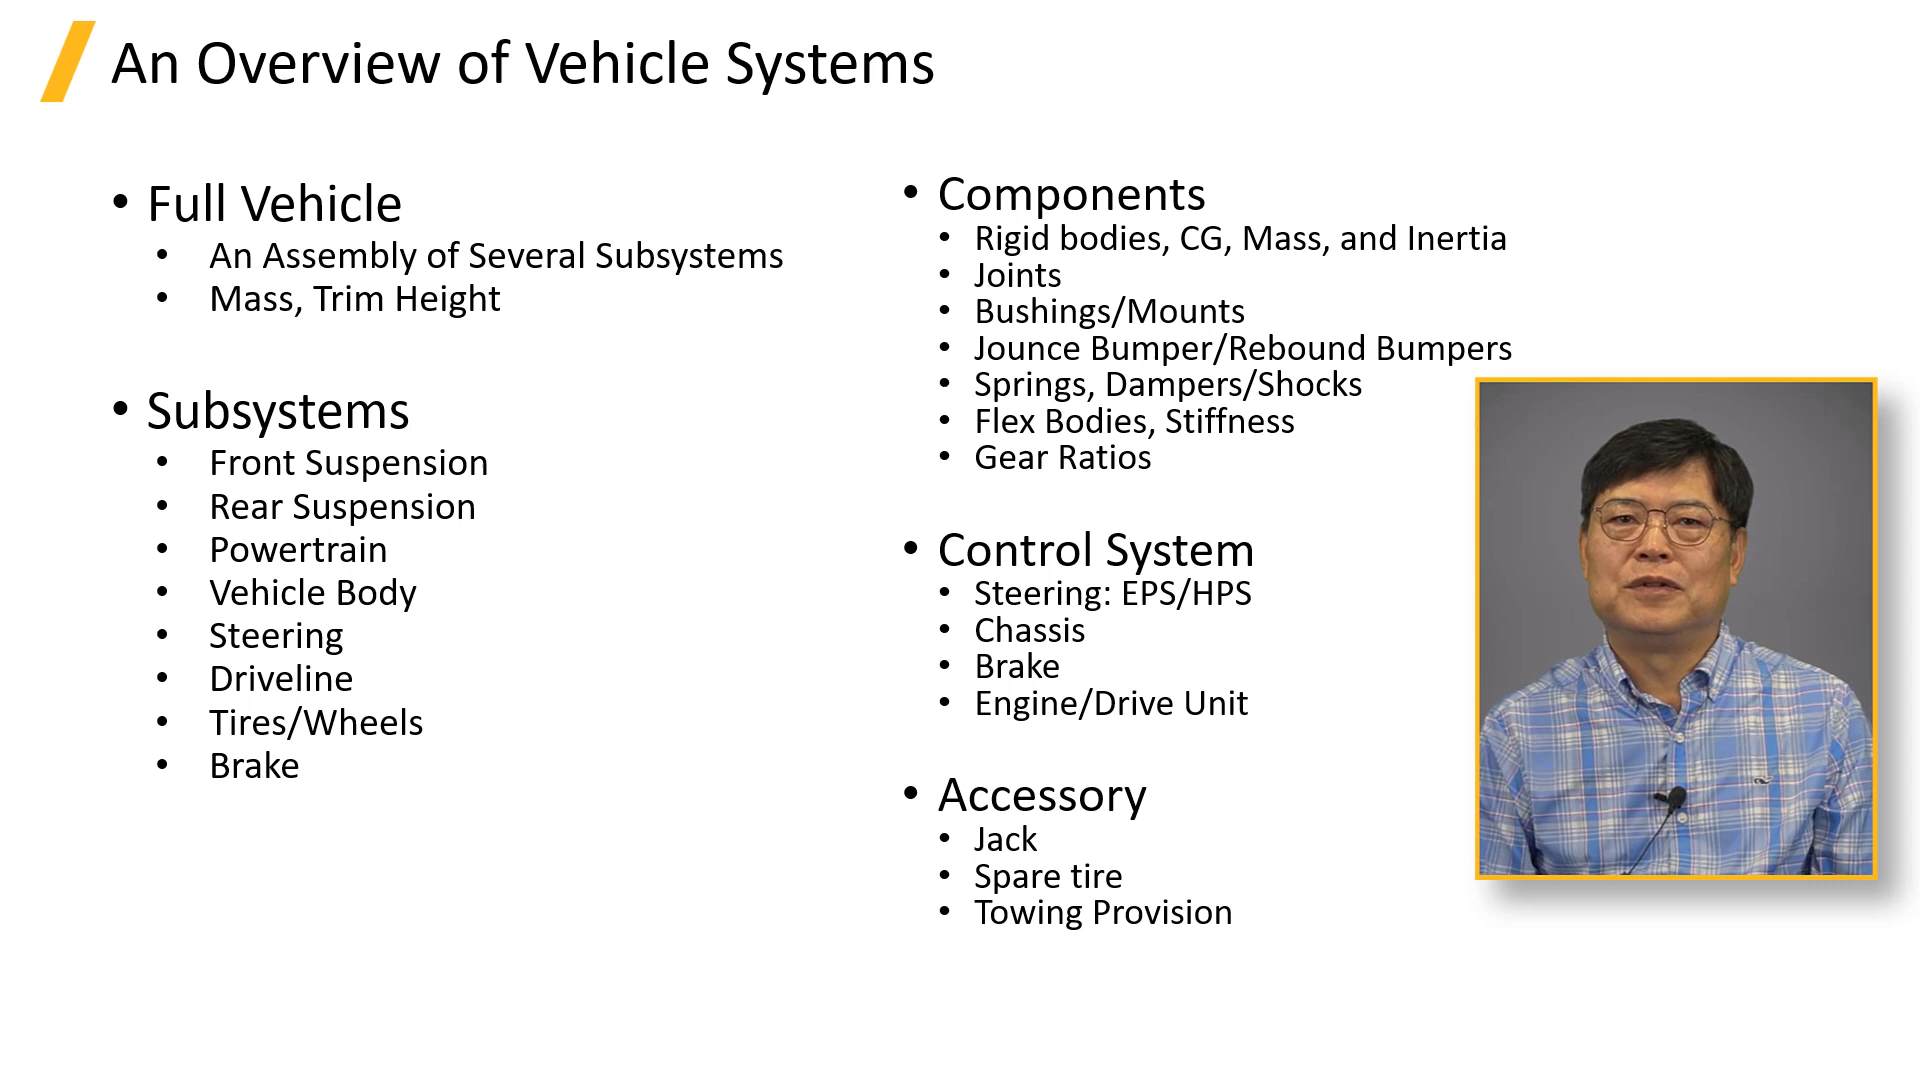 An Overview of Vehicle Systems
• Full Vehicle
• An Assembly of Several Subsystems
• Mass, Trim Height
• Subsystems
• Front Suspension
• Rear Suspension
• Powertrain
• Vehicle Body
• Steering
• Driveline
• Tires/Wheels
• Brake
• Components
• Rigid bodies, CG, Mass, and Inertia
• Joints
• Bushings/Mounts
• Jounce Bumper/Rebound Bumpers
• Springs, Dampers/Shocks
• Flex Bodies, Stiffness
• Gear Ratios
• Control System
• Steering: EPS/HPS
• Chassis
• Brake
• Engine/Drive Unit
• Accessory
• Jack
• Spare tire
• Towing Provision